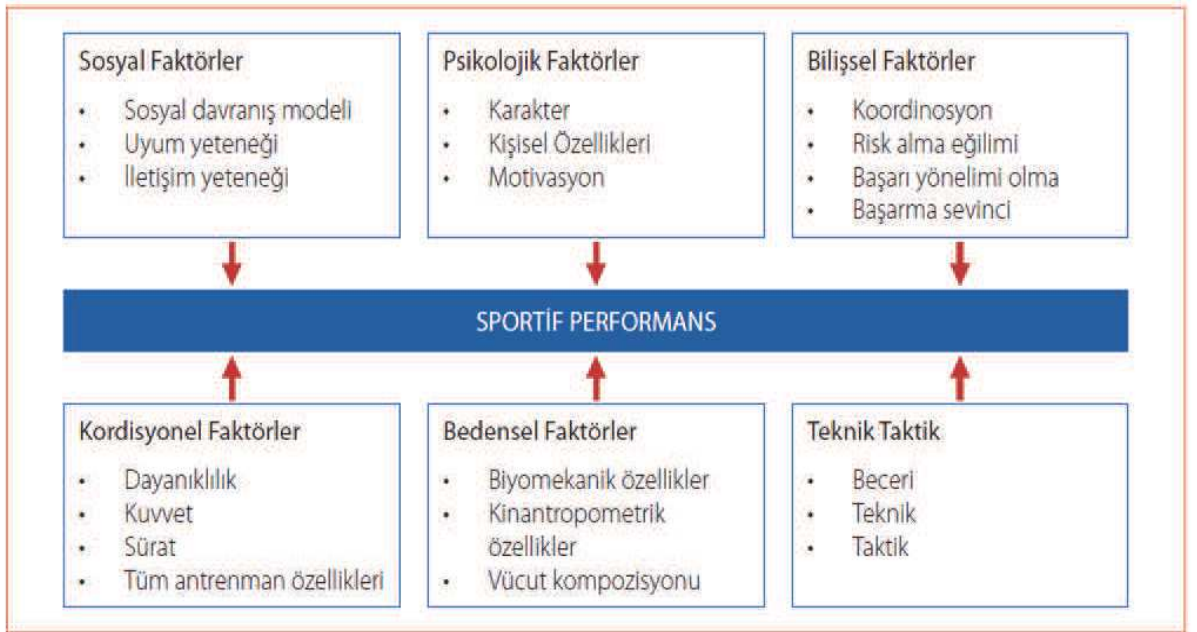 Sosyal Faktörler
• Sosyal davranış modeli
• Uyum yeteneği
• İletişim yeteneği
Psikolojik Faktörler
• Karakter
• Kişisel Özellikleri
• Motivasyon
Bilişsel Faktörler
• Koordinosyon
• Risk alma eğilimi
• Başarı yönelimi olma
• Başarma sevinci
SPORTİF PERFORMANS
Kordisyonel Faktörler
• Dayanıklılık
• Kuvvet
• Sürat
• Tüm antrenman özellikleri
Bedensel Faktörler
• Biyomekanik özellikler
• Kinantropometrik
özellikler
• Vücut kompozisyonu
Teknik Taktik
• Beceri
• Teknik
• Taktik